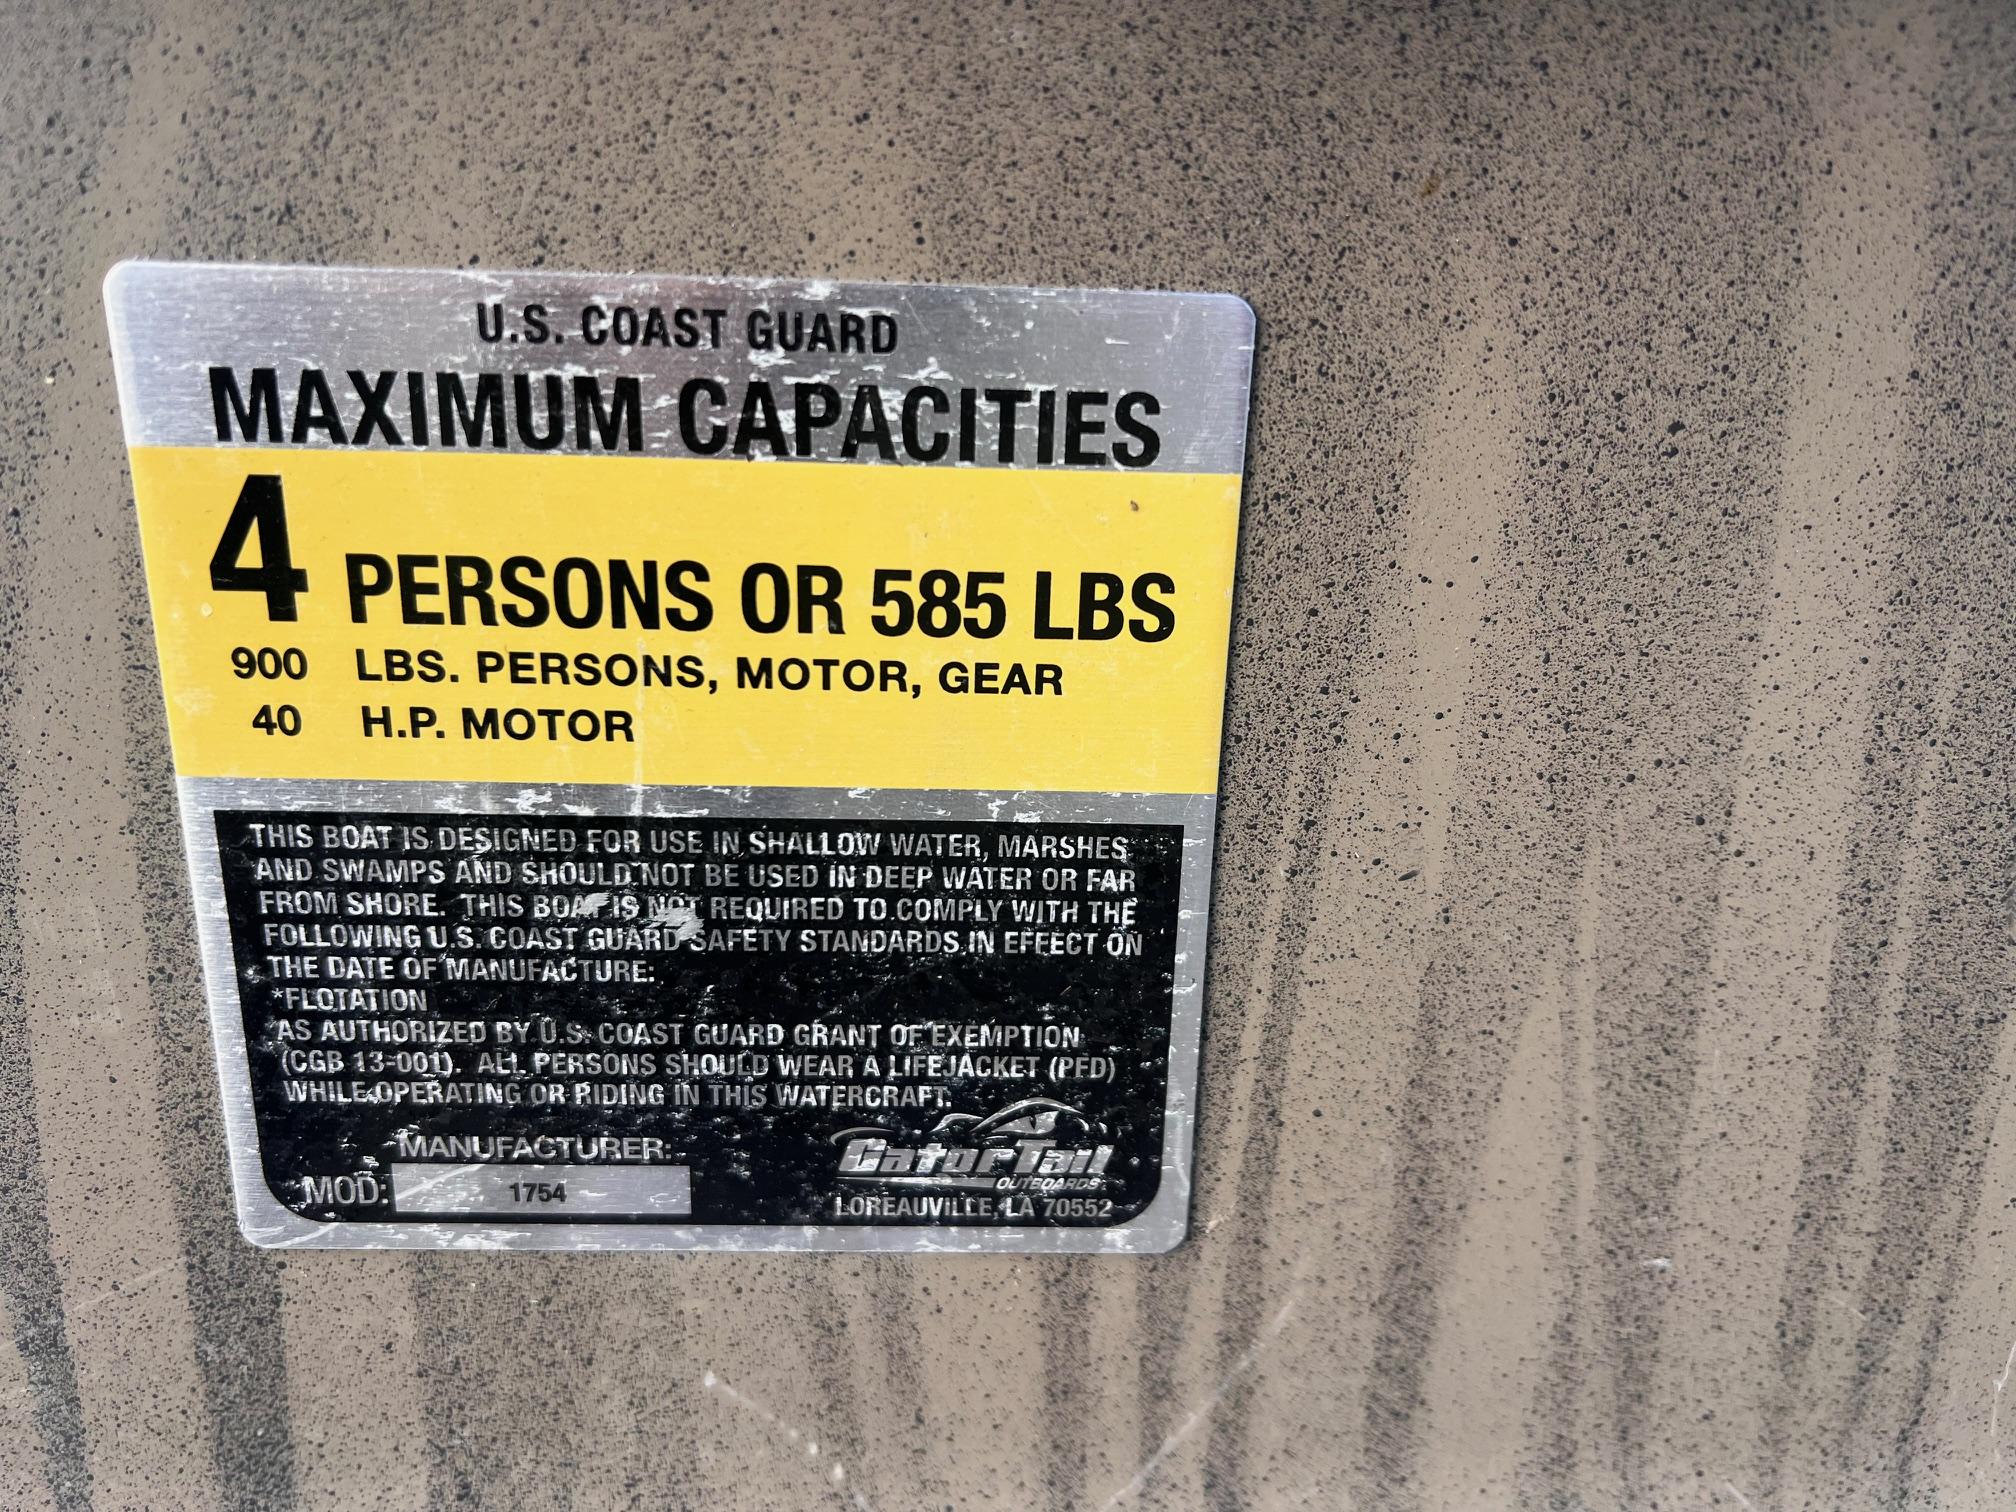 U.S. COAST GUARD
MAXIMUM CAPACITIES
4 PERSONS OR 585 LBS
900 LBS. PERSONS, MOTOR, GEAR
40 H.P. MOTOR
THIS BOAT IS DESIGNED FOR USE IN SHALLOW WATER, MARSHES
AND SWAMPS AND SHOULD NOT BE USED IN DEEP WATER OR FAR
FROM SHORE. THIS BOAT IS NOT REQUIRED TO COMPLY WITH THE
FOLLOWING U.S. COAST GUARD SAFETY STANDARDS IN EFFECT ON
THE DATE OF MANUFACTURE:
*FLOTATION
AS AUTHORIZED BY U.S. COAST GUARD GRANT OF EXEMPTION
(CGB 13-001). ALL PERSONS SHOULD WEAR A LIFEJACKET (PFD)
WHILE OPERATING OR RIDING IN THIS WATERCRAFT.
MANUFACTURER:
MOD: 1754
GatorTail
OUTBOARDS
LOREAUVILLE, LA 70552